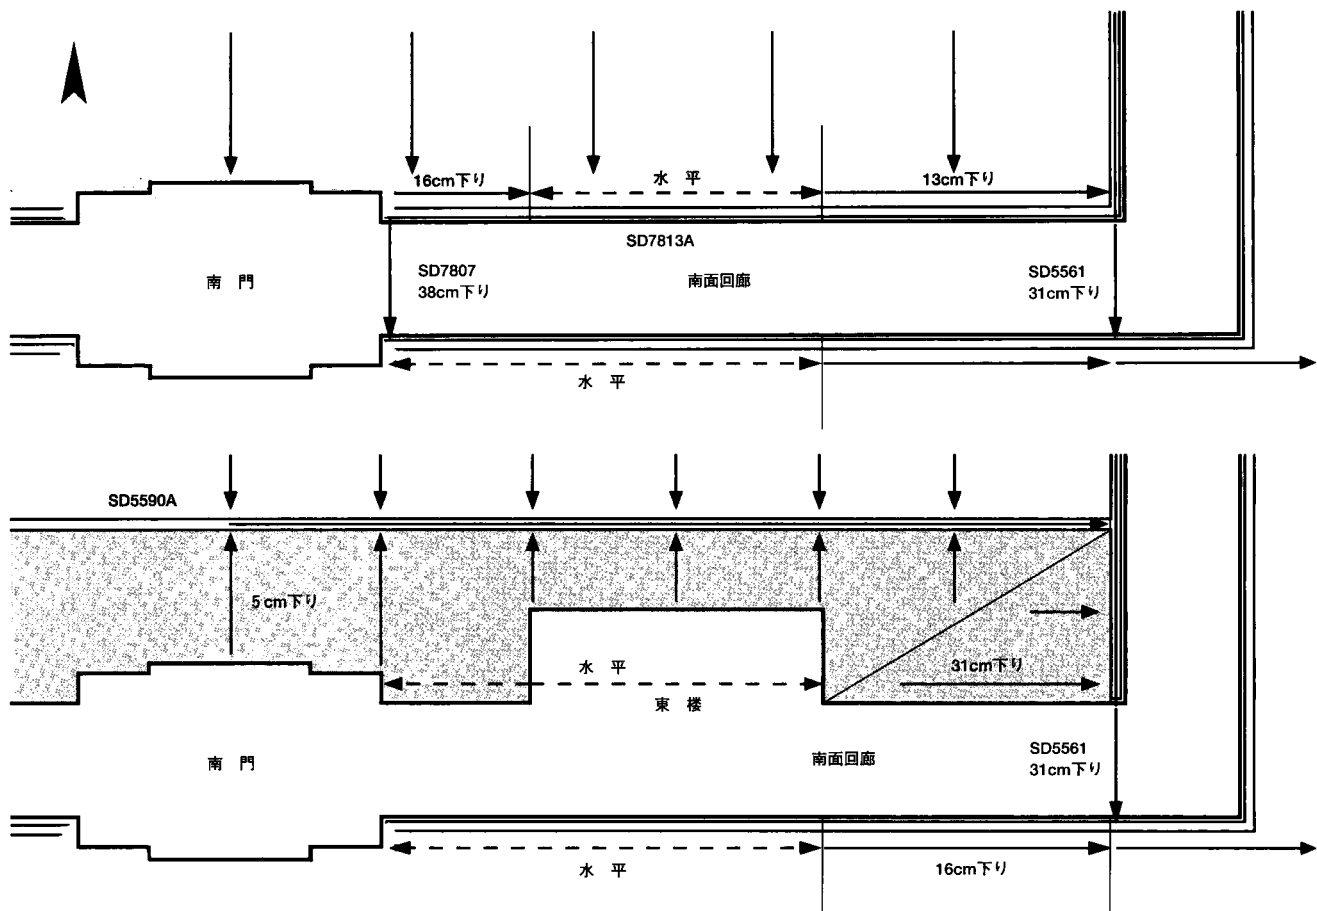 16cm下り
水 平
13cm下り
SD7813A
SD7807
38cm下り
南 門
南面回廊
SD5561
31cm下り
水 平
SD5590A
5cm下り
水 平
31cm下り
東 楼
南 門
南面回廊
SD5561
31cm下り
水 平
16cm下り